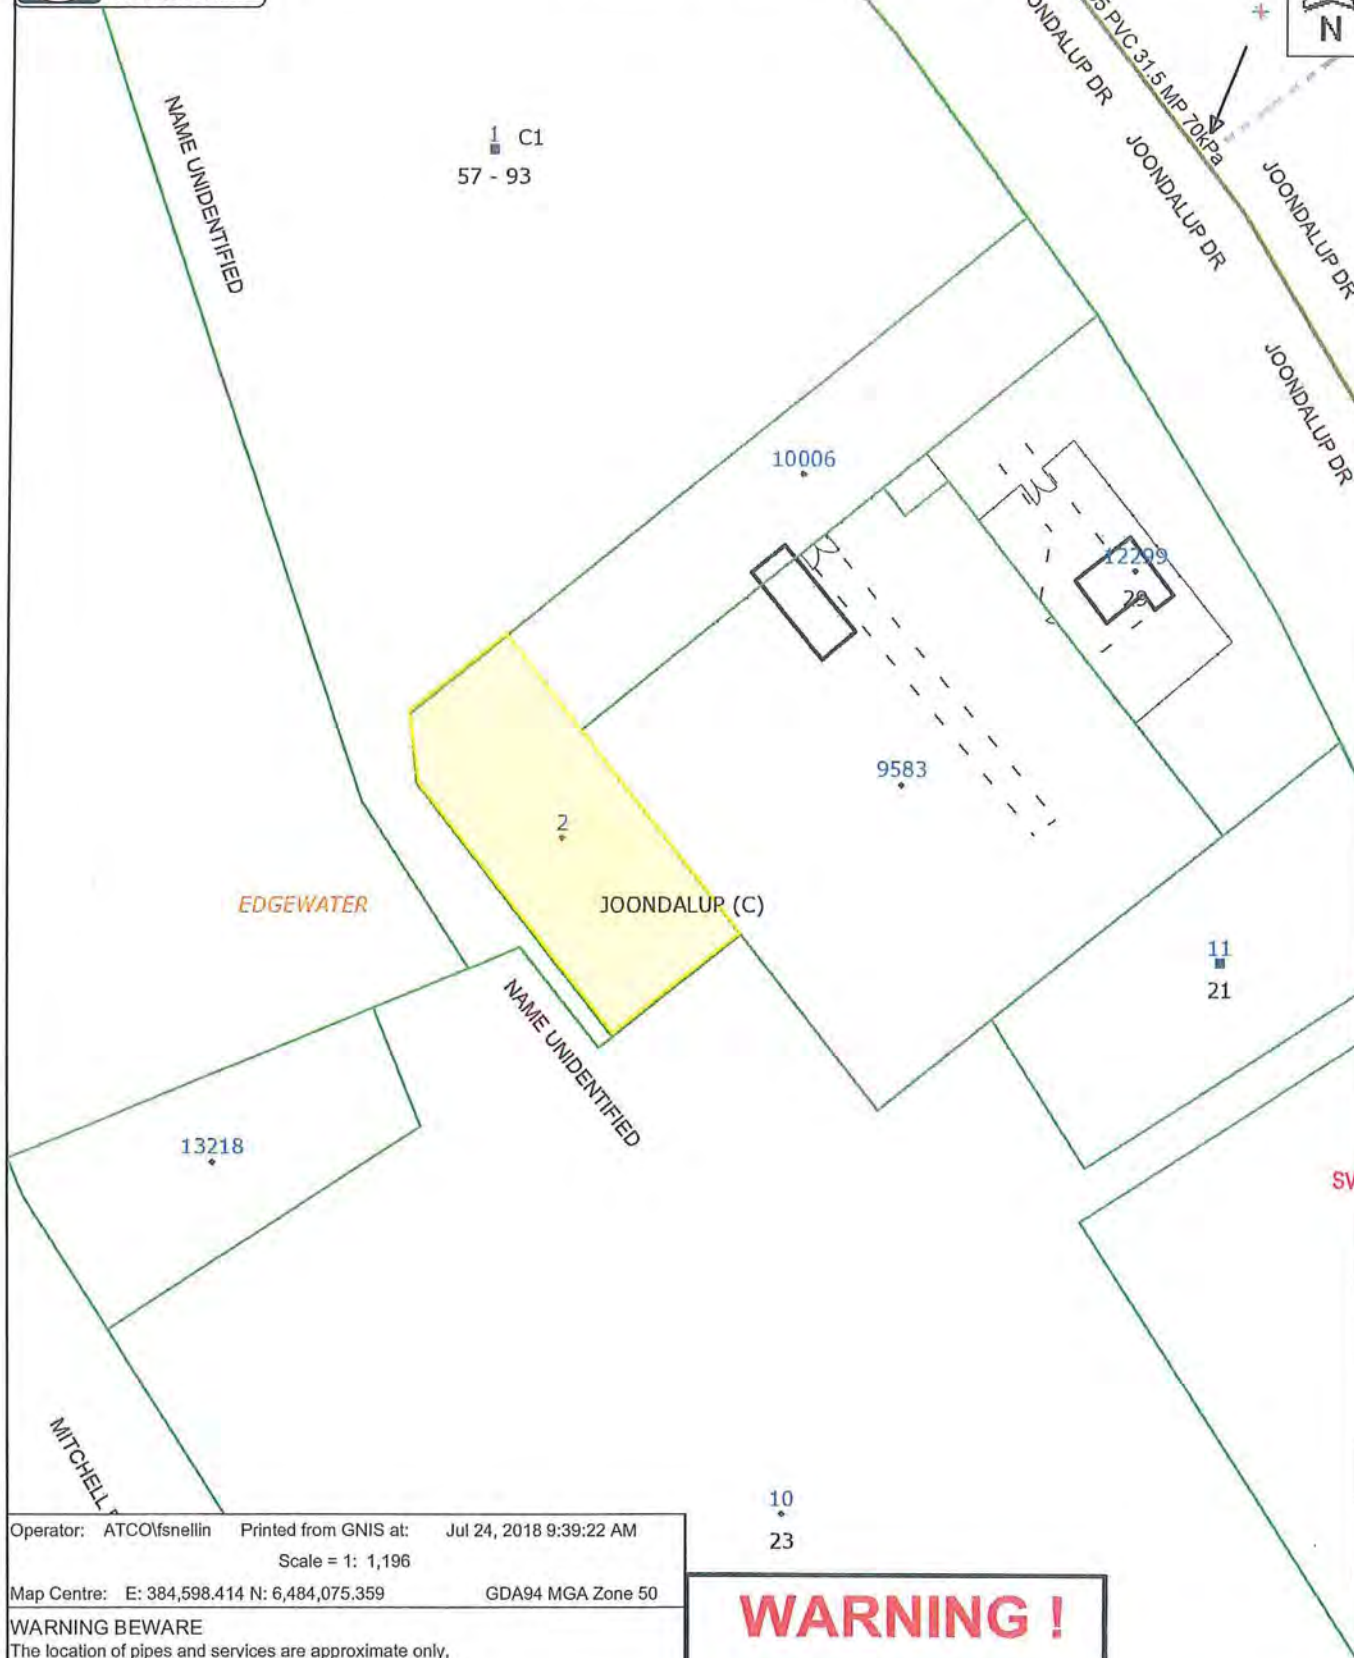 N
JOONDALUP DR
PVC 31.5 MP 70kPa
JOONDALUP DR
JOONDALUP DR
JOONDALUP DR
NAME UNIDENTIFIED
1 C1
57 - 93
10006
12299
29
9583
2
EDGEWATER
JOONDALUP (C)
11
21
NAME UNIDENTIFIED
13218
SV
MITCHELL
10
23
Operator: ATCO\fsnellin Printed from GNIS at: Jul 24, 2018 9:39:22 AM
Scale = 1: 1,196
Map Centre: E: 384,598.414 N: 6,484,075.359 GDA94 MGA Zone 50
WARNING BEWARE
The location of pipes and services are approximate only,
WARNING !